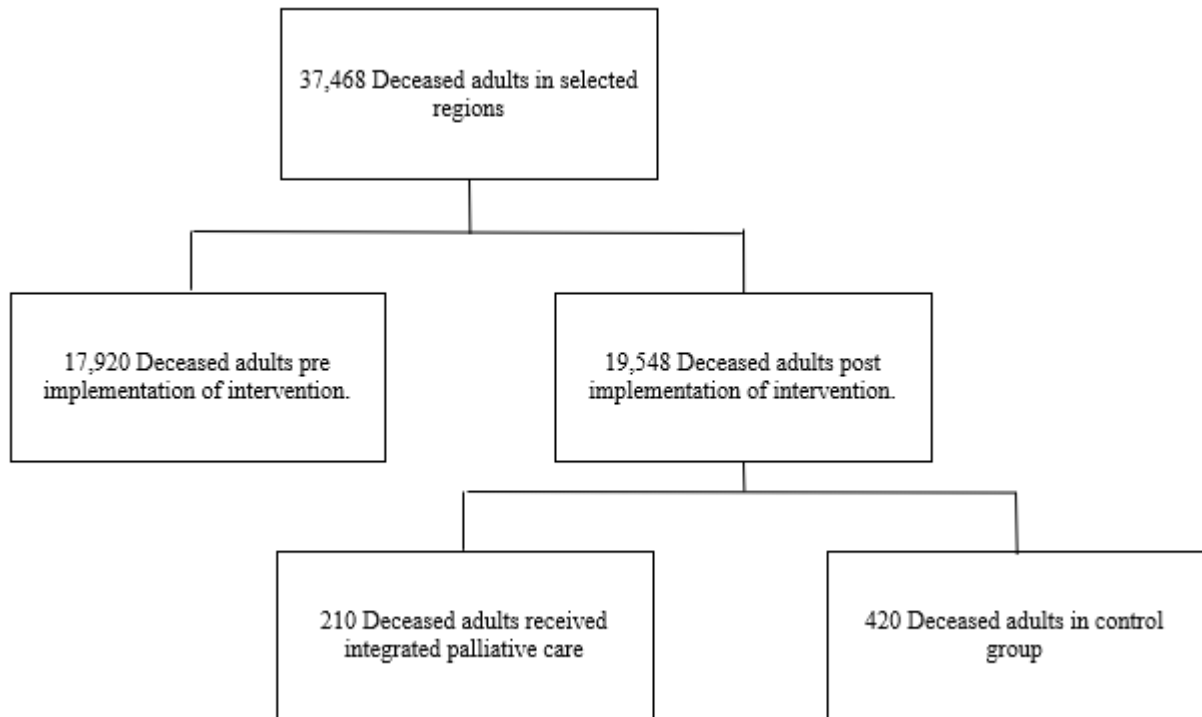 37,468 Deceased adults in selected
regions
17,920 Deceased adults pre
implementation of intervention.
19,548 Deceased adults post
implementation of intervention.
210 Deceased adults received
integrated palliative care
420 Deceased adults in control
group